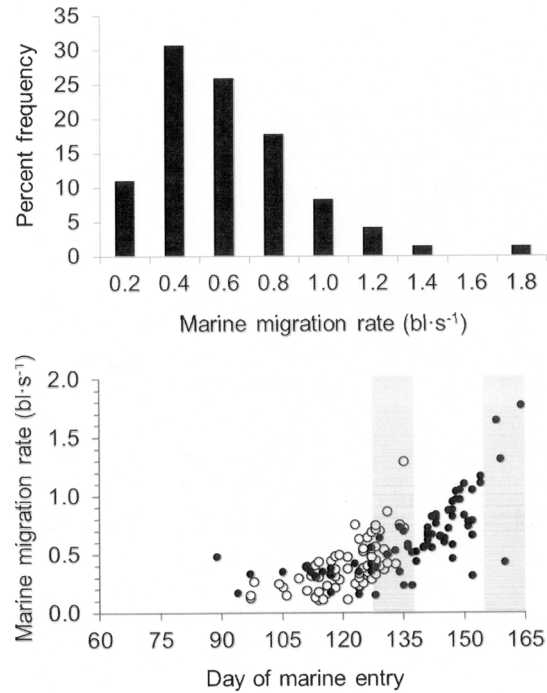 35
30
25
20
15
10
5
0
Percent frequency
0.2 0.4 0.6 0.8 1.0 1.2 1.4 1.6 1.8
Marine migration rate (bl·s⁻¹)
2.0
1.5
1.0
0.5
0.0
Marine migration rate (bl·s⁻¹)
60 75 90 105 120 135 150 165
Day of marine entry